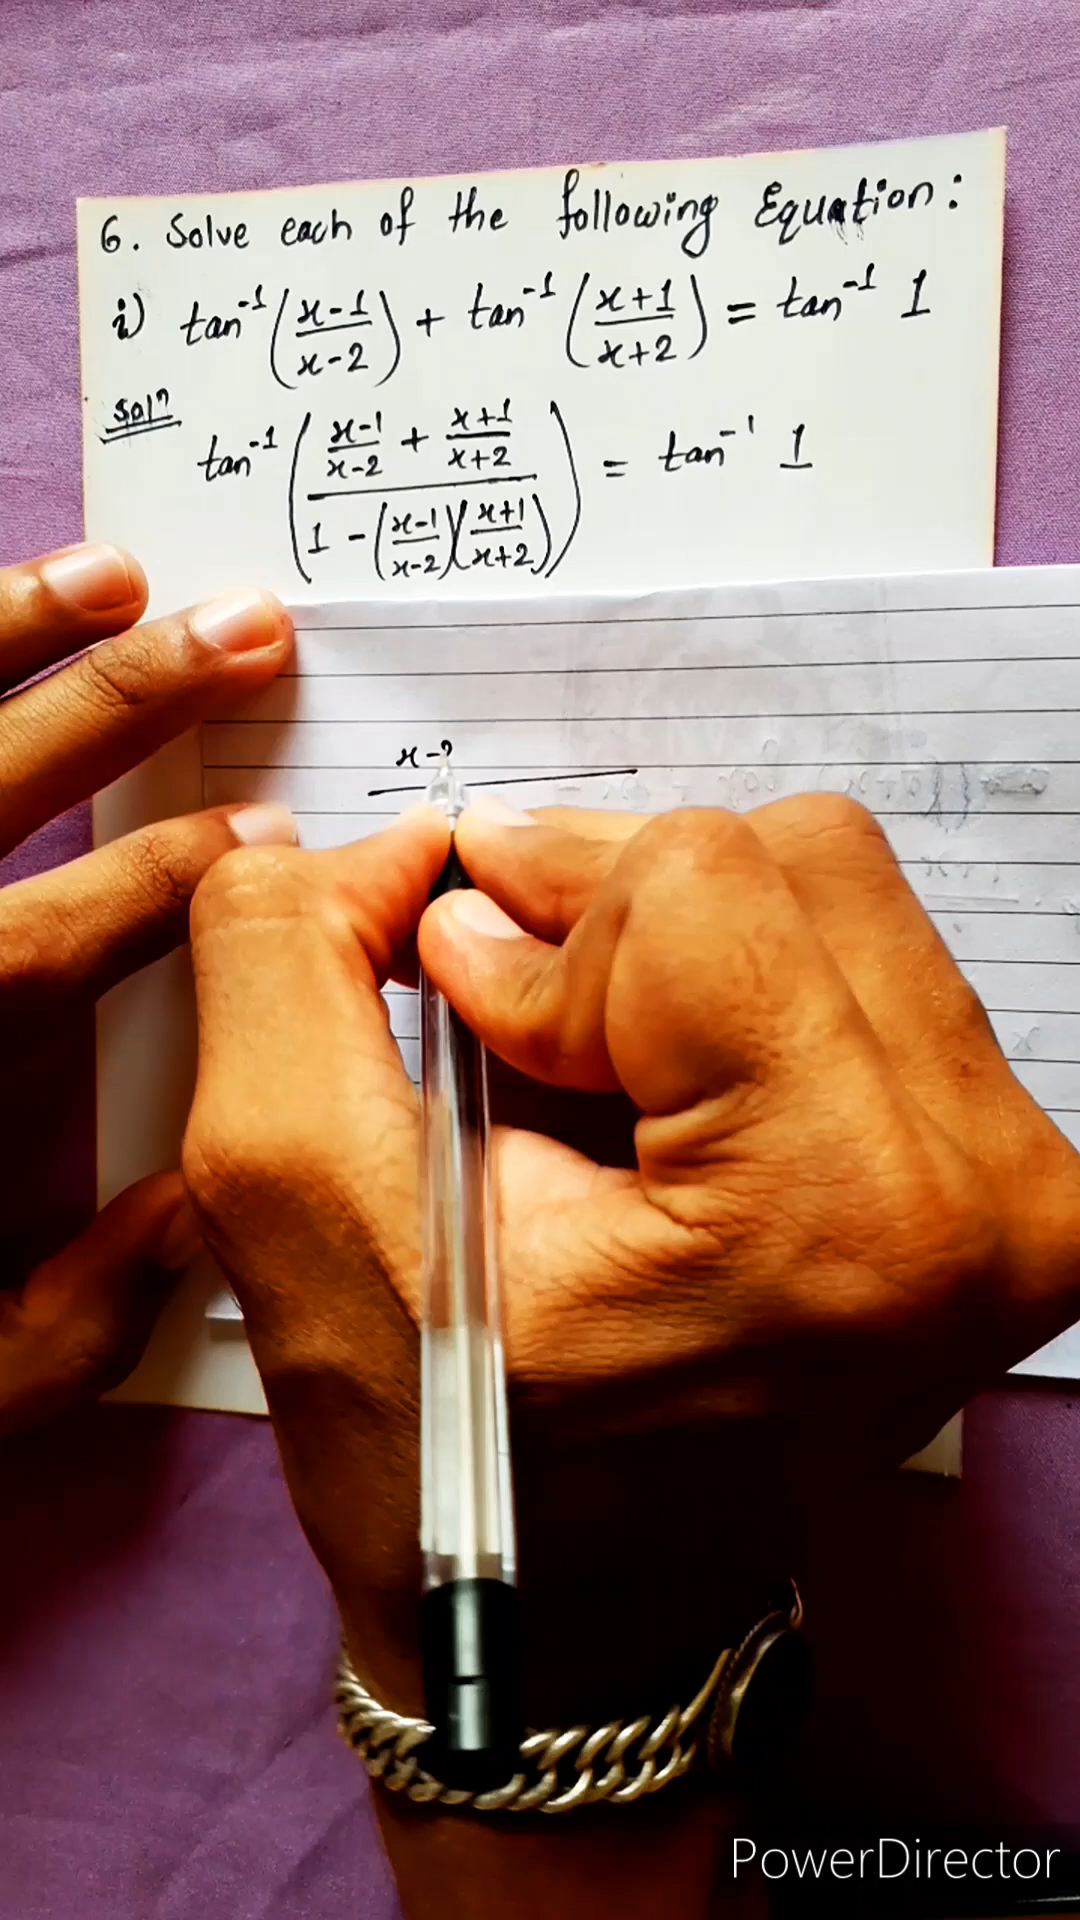 6. Solve each of the following Equation:
i) tan⁻¹ (x-1/x-2) + tan⁻¹ (x+1/x+2) = tan⁻¹ 1
Solⁿ
tan⁻¹ ( (x-1/x-2 + x+1/x+2) / (1 - (x-1/x-2)(x+1/x+2)) ) = tan⁻¹ 1
x-
PowerDirector